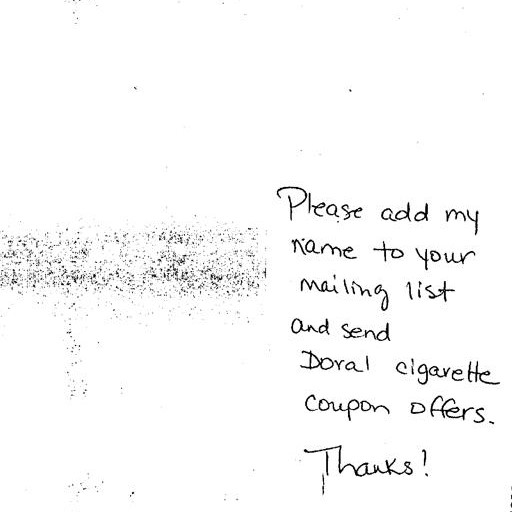 Please add my
name to your
mailing list
and send
Doral cigarette
coupon offers.
Thanks!